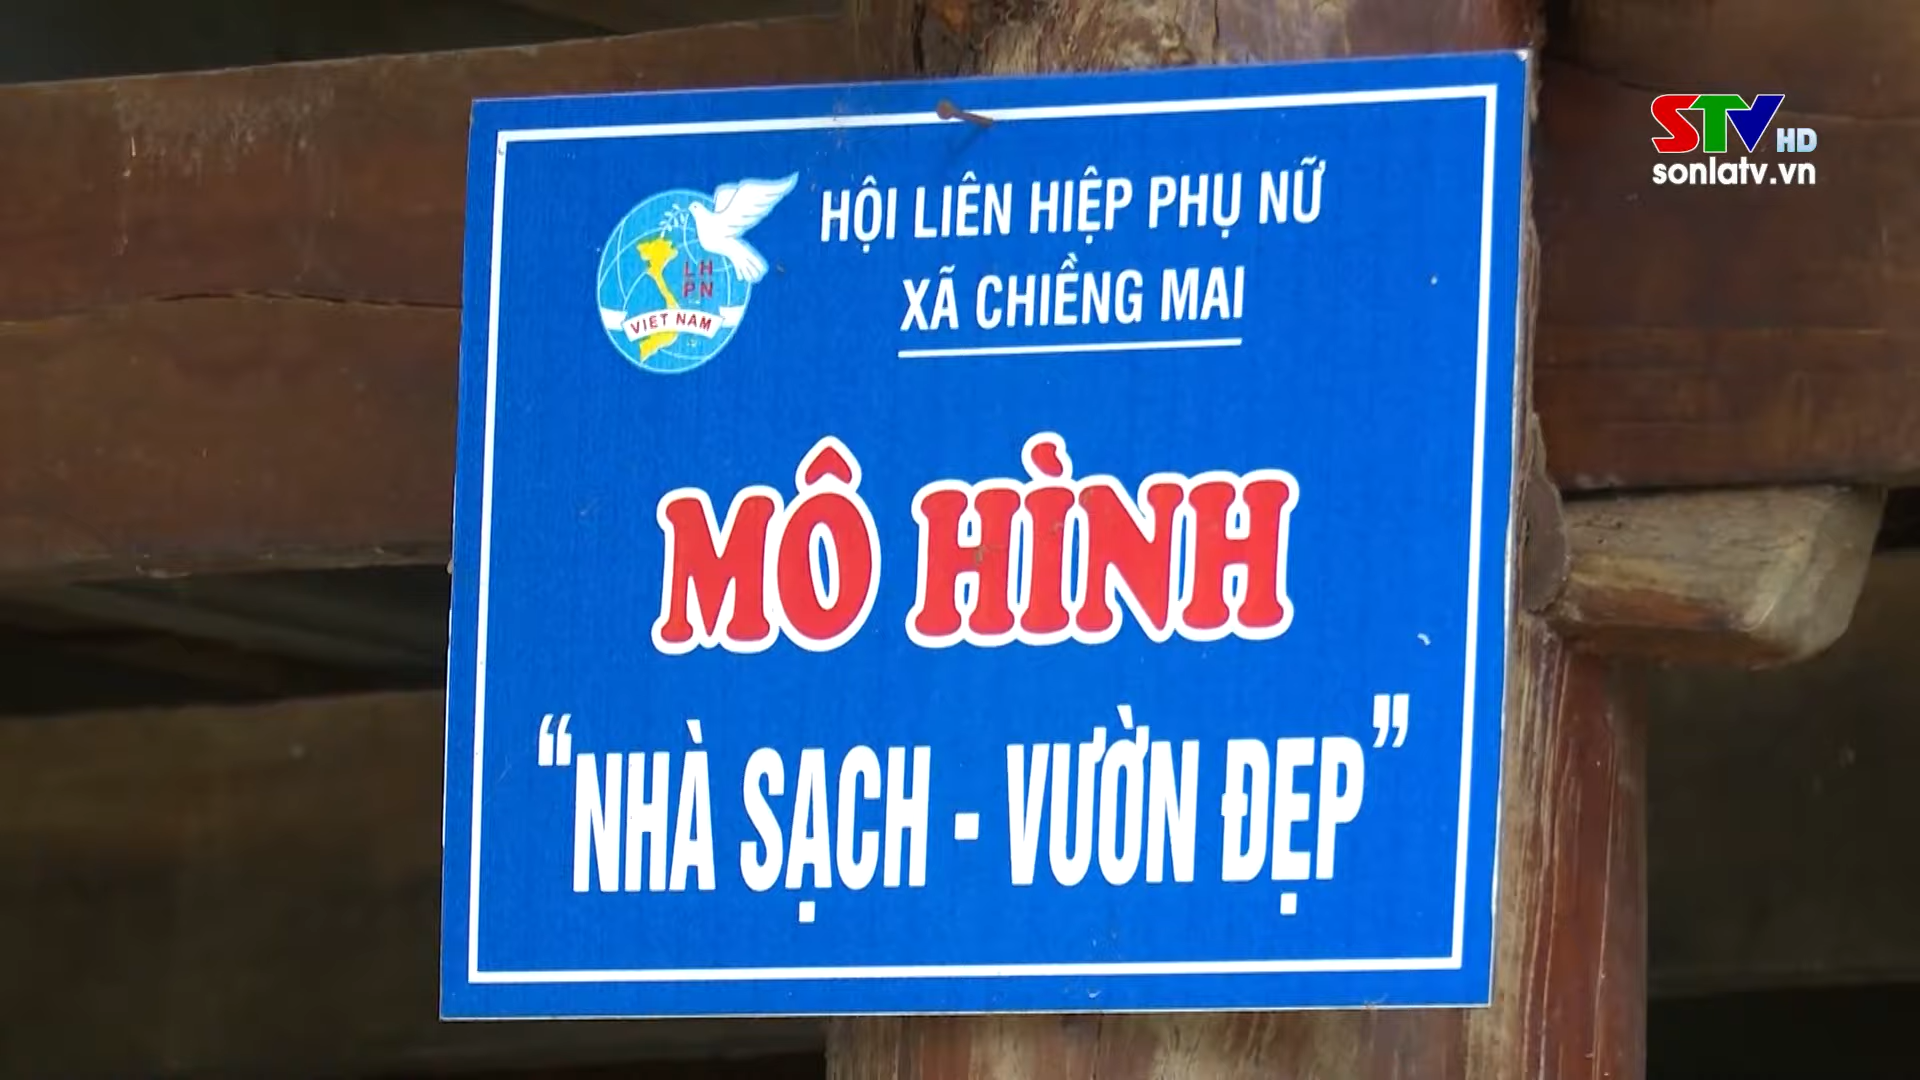 STV HD
sonlatv.vn
HỘI LIÊN HIỆP PHỤ NỮ
XÃ CHIỀNG MAI
LH
PN
VIỆT NAM
MÔ HÌNH
“NHÀ SẠCH - VƯỜN ĐẸP”